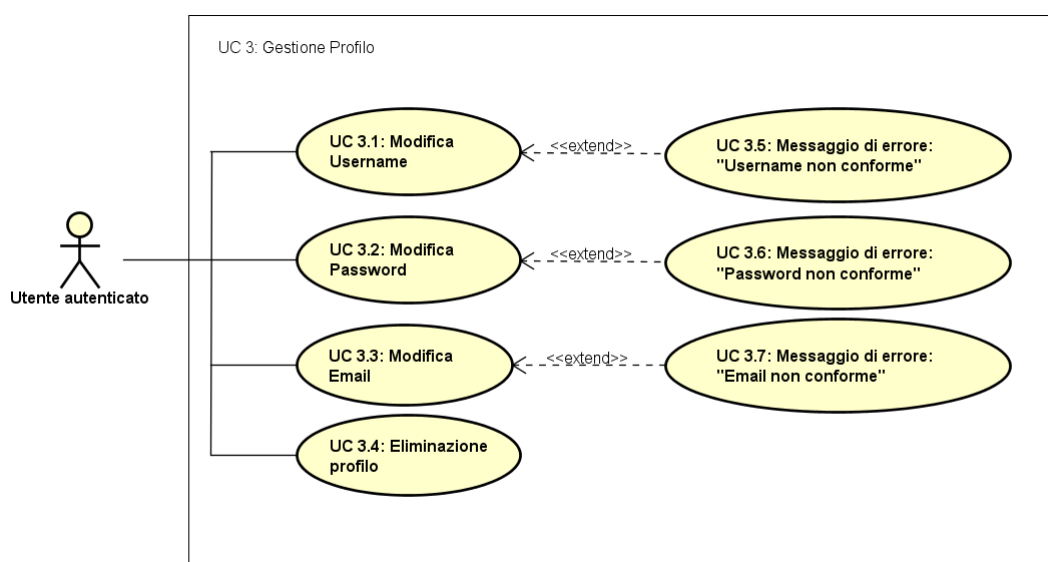 UC 3: Gestione Profilo
UC 3.1: Modifica
Username
<<extend>>
UC 3.5: Messaggio di errore:
"Username non conforme"
UC 3.2: Modifica
Password
<<extend>>
UC 3.6: Messaggio di errore:
"Password non conforme"
Utente autenticato
UC 3.3: Modifica
Email
<<extend>>
UC 3.7: Messaggio di errore:
"Email non conforme"
UC 3.4: Eliminazione
profilo